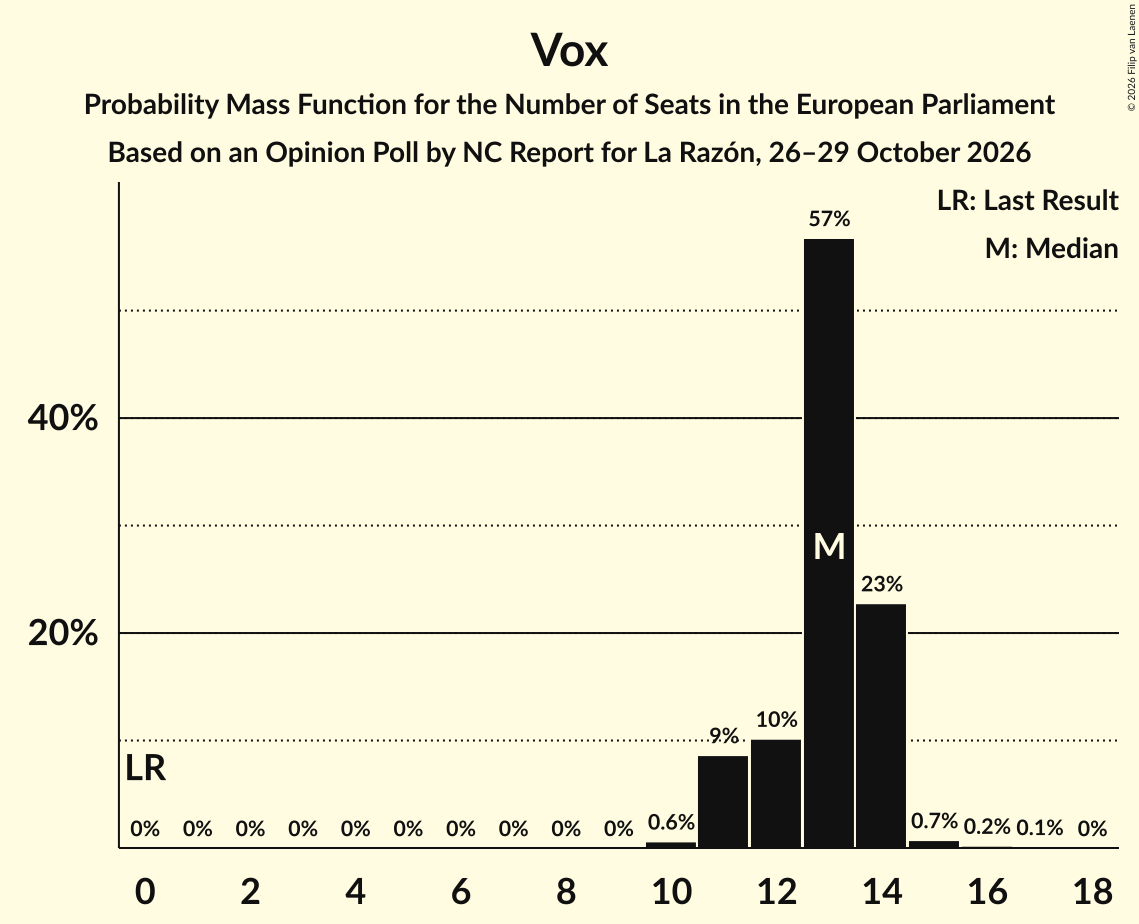 Vox
Probability Mass Function for the Number of Seats in the European Parliament
Based on an Opinion Poll by NC Report for La Razón, 26–29 October 2026
© 2026 Filip van Laenen
LR: Last Result
M: Median
57%
40%
M
23%
20%
10%
9%
LR
0% 0% 0% 0% 0% 0% 0% 0% 0% 0% 0.6% 0.7% 0.2% 0.1% 0%
0 2 4 6 8 10 12 14 16 18